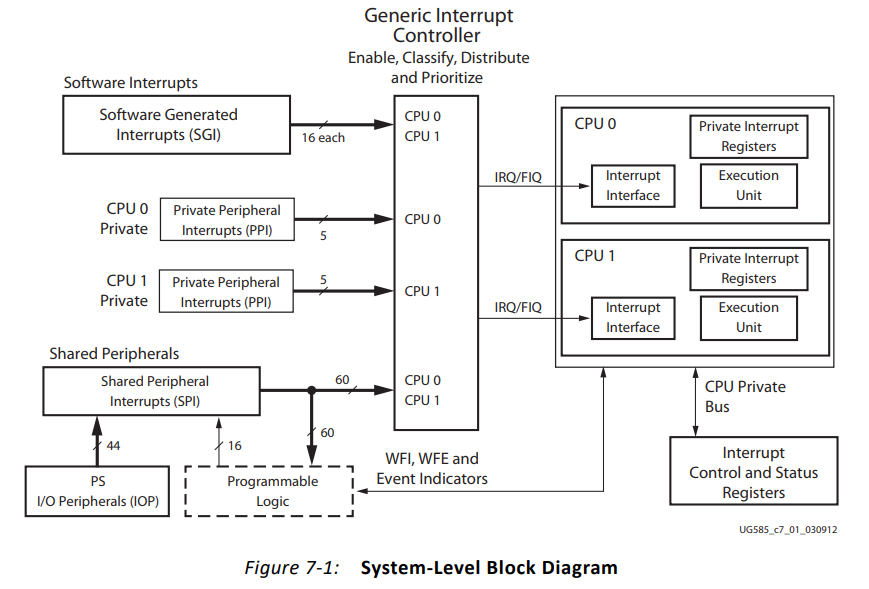 Generic Interrupt
Controller
Enable, Classify, Distribute
and Prioritize
Software Interrupts
Software Generated
Interrupts (SGI)
16 each
CPU 0
CPU 1
CPU 0
Private
Private Peripheral
Interrupts (PPI)
5
CPU 0
CPU 1
Private
Private Peripheral
Interrupts (PPI)
5
CPU 1
Shared Peripherals
Shared Peripheral
Interrupts (SPI)
60
CPU 0
CPU 1
44
16
60
PS
I/O Peripherals (IOP)
Programmable
Logic
WFI, WFE and
Event Indicators
IRQ/FIQ
CPU 0
Private Interrupt
Registers
Interrupt
Interface
Execution
Unit
IRQ/FIQ
CPU 1
Private Interrupt
Registers
Interrupt
Interface
Execution
Unit
CPU Private
Bus
Interrupt
Control and Status
Registers
UG585_c7_01_030912
Figure 7-1: System-Level Block Diagram